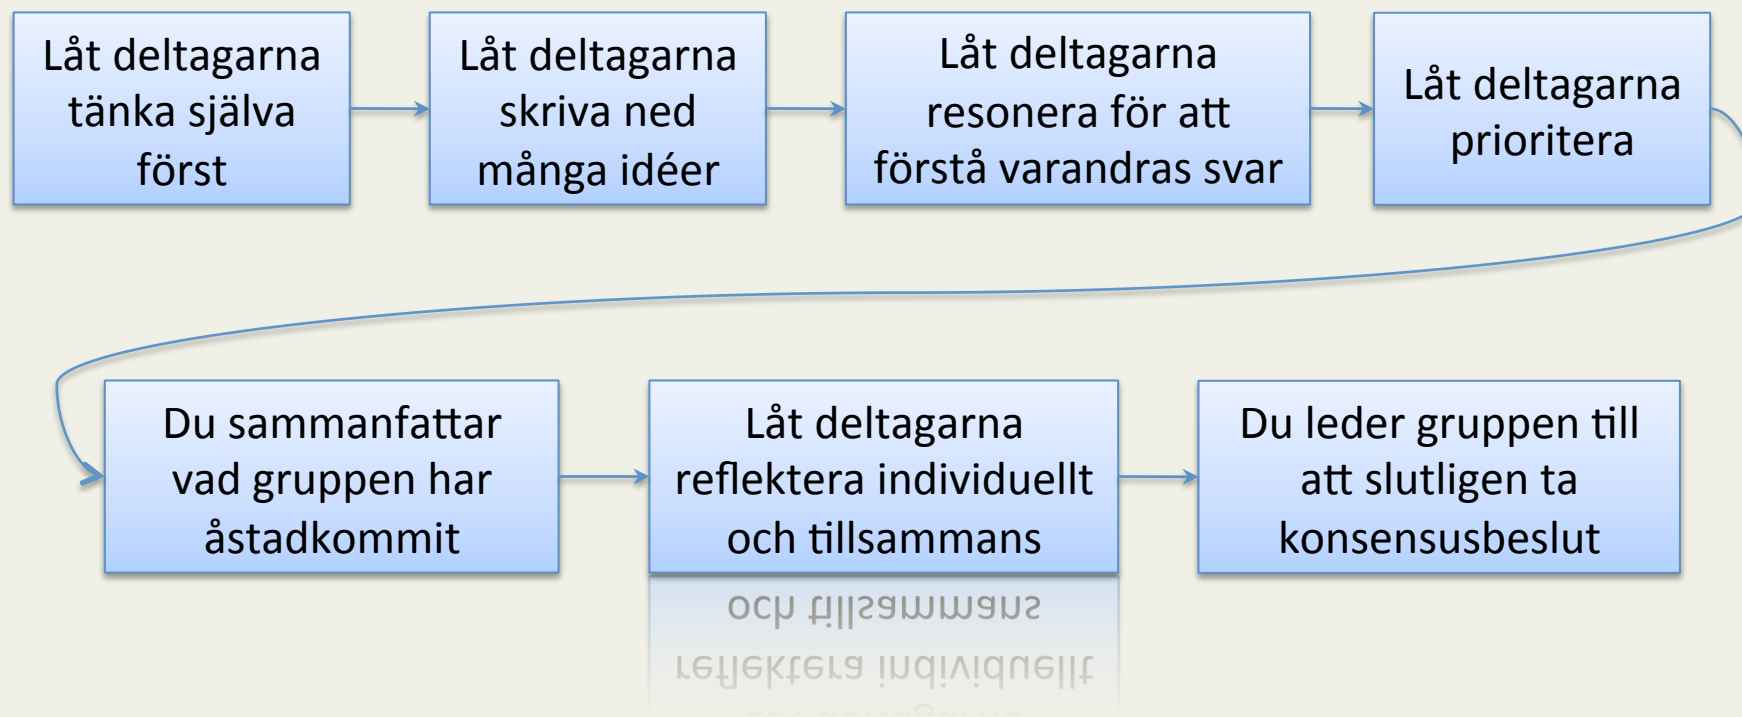 Låt deltagarna
tänka själva
först
Låt deltagarna
skriva ned
många idéer
Låt deltagarna
resonera för att
förstå varandras svar
Låt deltagarna
prioritera
Du sammanfattar
vad gruppen har
åstadkommit
Låt deltagarna
reflektera individuellt
och tillsammans
Du leder gruppen till
att slutligen ta
konsensusbeslut